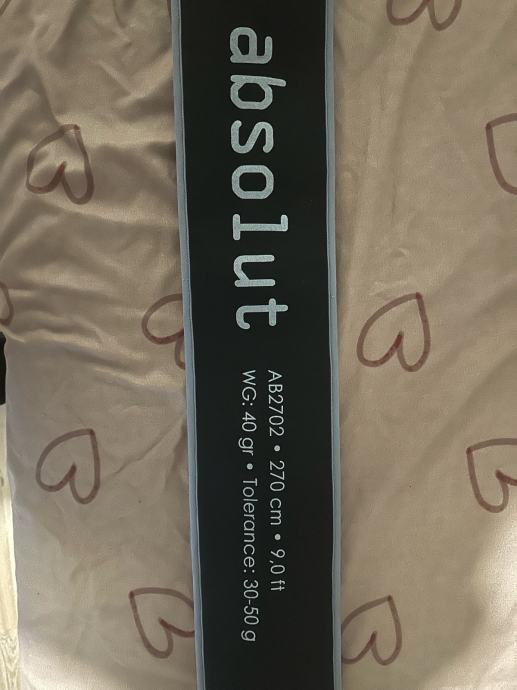 absolut
AB2702 • 270 cm • 9,0 ft
WG: 40 gr • Tolerance: 30-50 g